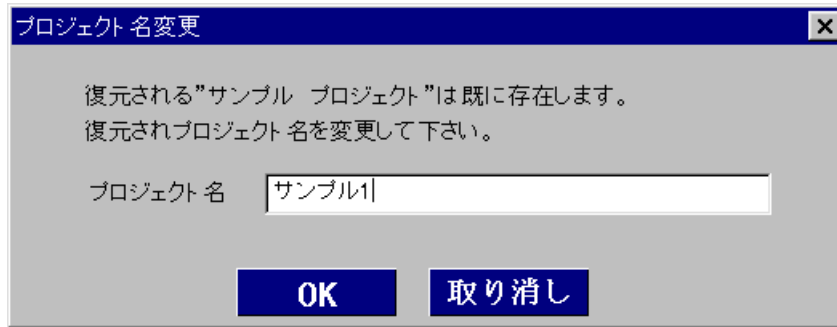 プロジェクト名変更
復元される”サンプル プロジェクト”は既に存在します。
復元されプロジェクト名を変更して下さい。
プロジェクト名 サンプル1
OK 取り消し